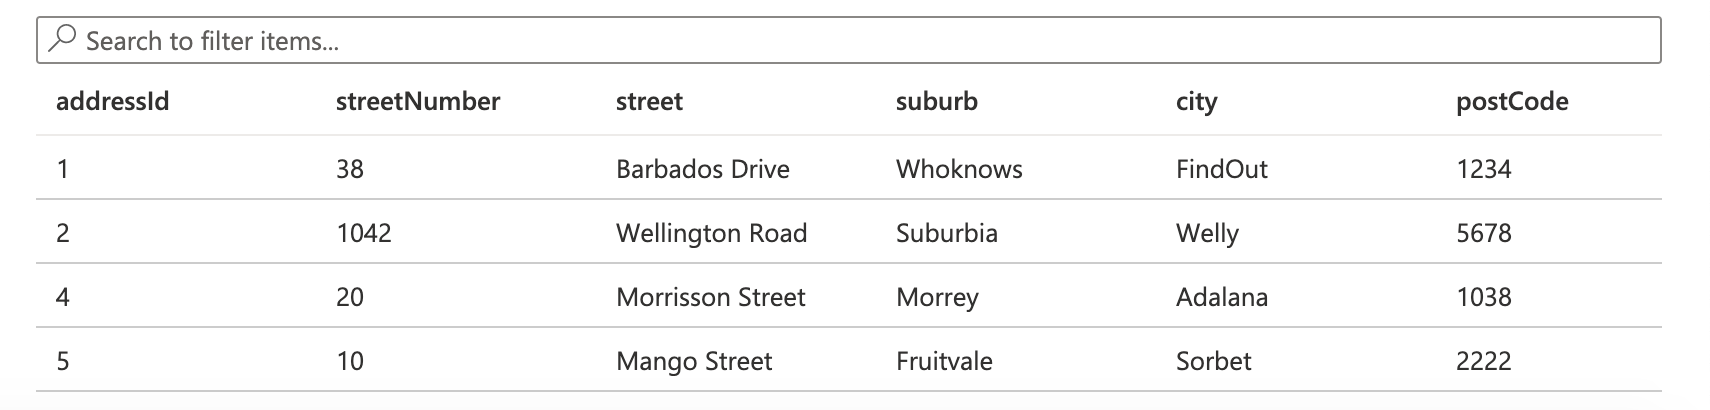 Search to filter items...
addressId streetNumber street suburb city postCode
1 38 Barbados Drive Whoknows FindOut 1234
2 1042 Wellington Road Suburbia Welly 5678
4 20 Morrisson Street Morrey Adalana 1038
5 10 Mango Street Fruitvale Sorbet 2222